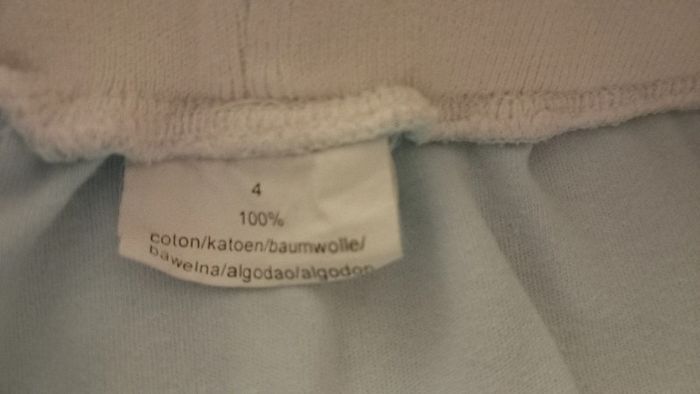 4
100%
coton/katoen/baumwolle/
bawelna/algodao/algodon